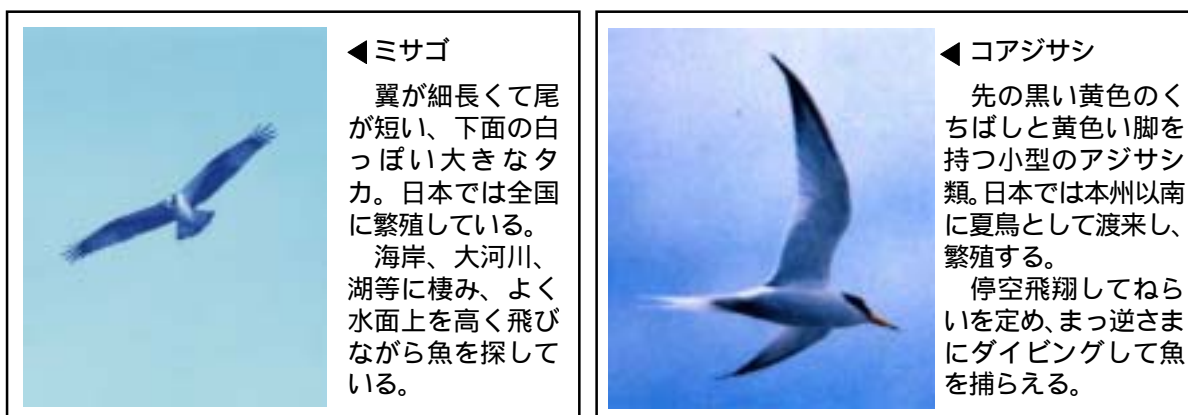 ◀ミサゴ
　翼が細長くて尾
が短い、下面の白
っぽい大きなタ
カ。日本では全国
に繁殖している。
　海岸、大河川、
湖等に棲み、よく
水面上を高く飛び
ながら魚を探して
いる。
◀ コアジサシ
　先の黒い黄色のく
ちばしと黄色い脚を
持つ小型のアジサシ
類。日本では本州以南
に夏鳥として渡来し、
繁殖する。
　停空飛翔してねら
いを定め、まっ逆さま
にダイビングして魚
を捕らえる。